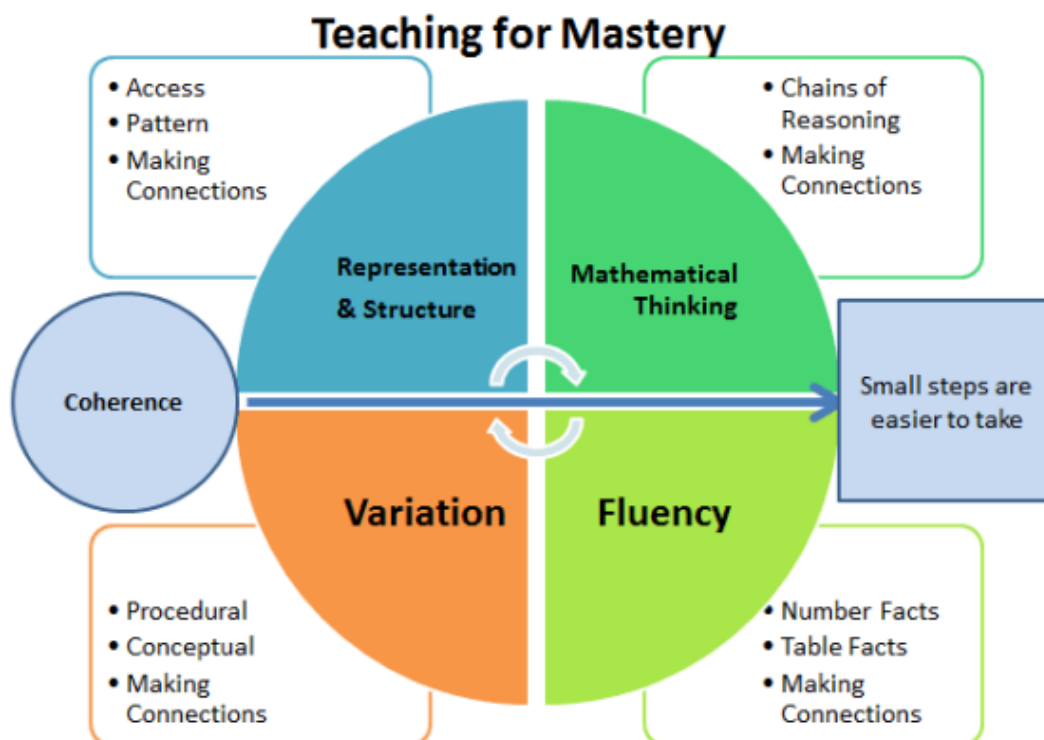 Teaching for Mastery
• Access
• Pattern
• Making
Connections
• Chains of
Reasoning
• Making
Connections
Representation
& Structure
Mathematical
Thinking
Coherence
Small steps are
easier to take
Variation
Fluency
• Procedural
• Conceptual
• Making
Connections
• Number Facts
• Table Facts
• Making
Connections